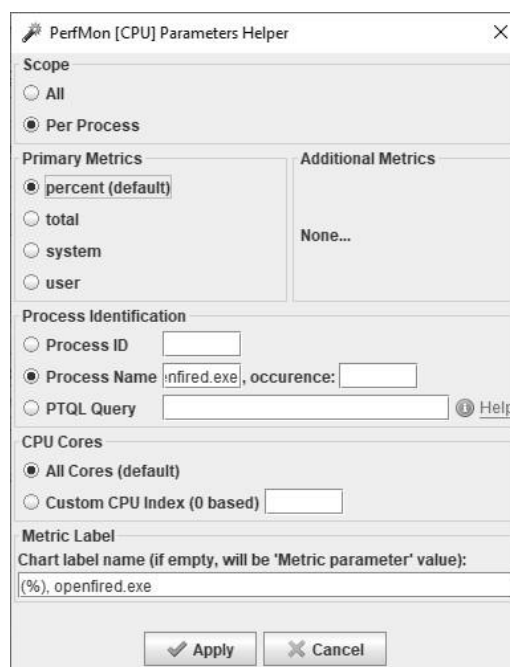 PerfMon [CPU] Parameters Helper
Scope
All
Per Process
Primary Metrics
percent (default)
total
system
user
Additional Metrics
None...
Process Identification
Process ID
Process Name enfired.exe, occurence:
PTQL Query Help
CPU Cores
All Cores (default)
Custom CPU Index (0 based)
Metric Label
Chart label name (if empty, will be 'Metric parameter' value):
(%), openfired.exe
Apply Cancel